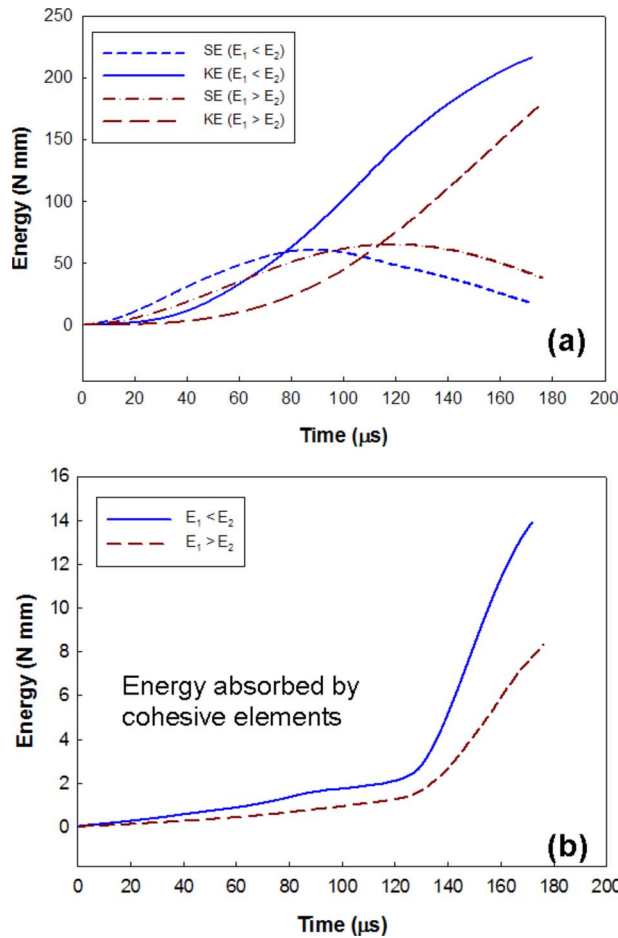 250
200
150
100
50
0
Energy (N mm)
SE (E₁ < E₂)
KE (E₁ < E₂)
SE (E₁ > E₂)
KE (E₁ > E₂)
(a)
0 20 40 60 80 100 120 140 160 180 200
Time (μs)
16
14
12
10
8
6
4
2
0
Energy (N mm)
E₁ < E₂
E₁ > E₂
Energy absorbed by
cohesive elements
(b)
0 20 40 60 80 100 120 140 160 180 200
Time (μs)